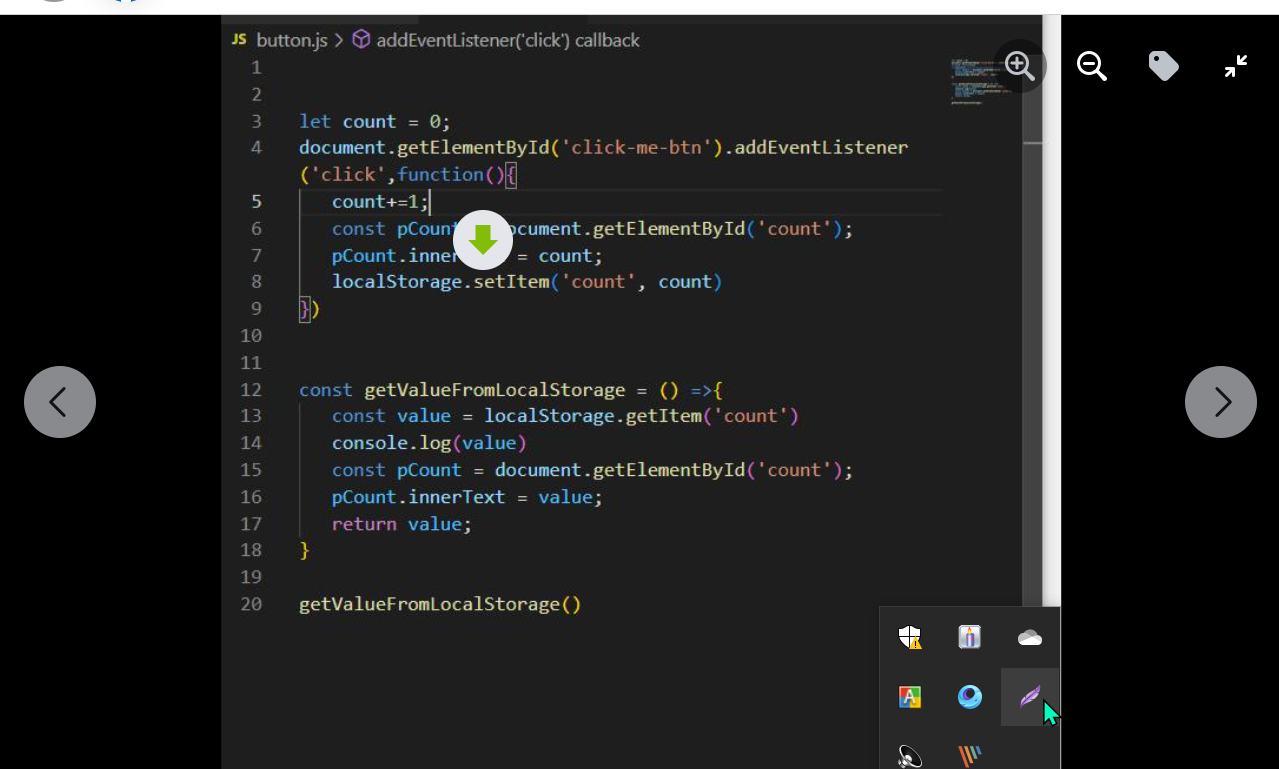 JS button.js > addEventListener('click') callback
1
2
3 let count = 0;
4 document.getElementById('click-me-btn').addEventListener
('click',function(){
5 count+=1;
6 const pCount ocument.getElementById('count');
7 pCount.inner = count;
8 localStorage.setItem('count', count)
9 })
10
11
12 const getValueFromLocalStorage = () =>{
13 const value = localStorage.getItem('count')
14 console.log(value)
15 const pCount = document.getElementById('count');
16 pCount.innerText = value;
17 return value;
18 }
19
20 getValueFromLocalStorage()
A